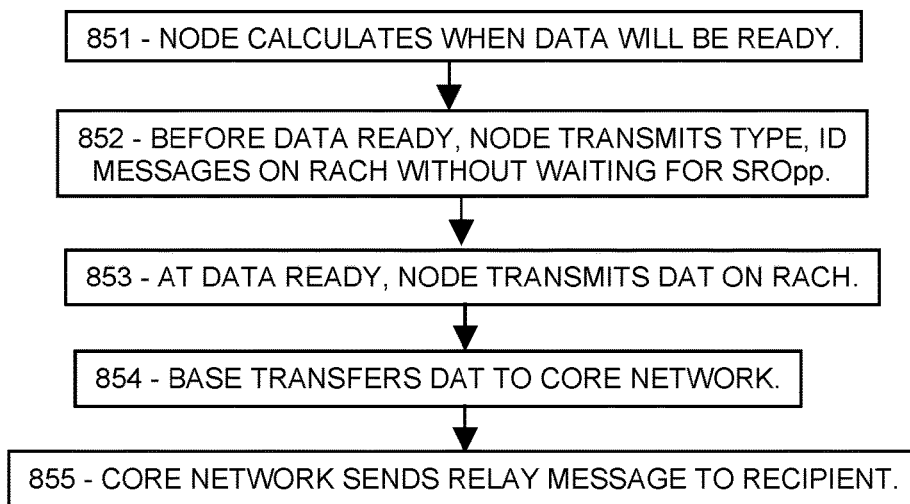 851 - NODE CALCULATES WHEN DATA WILL BE READY.
852 - BEFORE DATA READY, NODE TRANSMITS TYPE, ID
MESSAGES ON RACH WITHOUT WAITING FOR SROpp.
853 - AT DATA READY, NODE TRANSMITS DAT ON RACH.
854 - BASE TRANSFERS DAT TO CORE NETWORK.
855 - CORE NETWORK SENDS RELAY MESSAGE TO RECIPIENT.